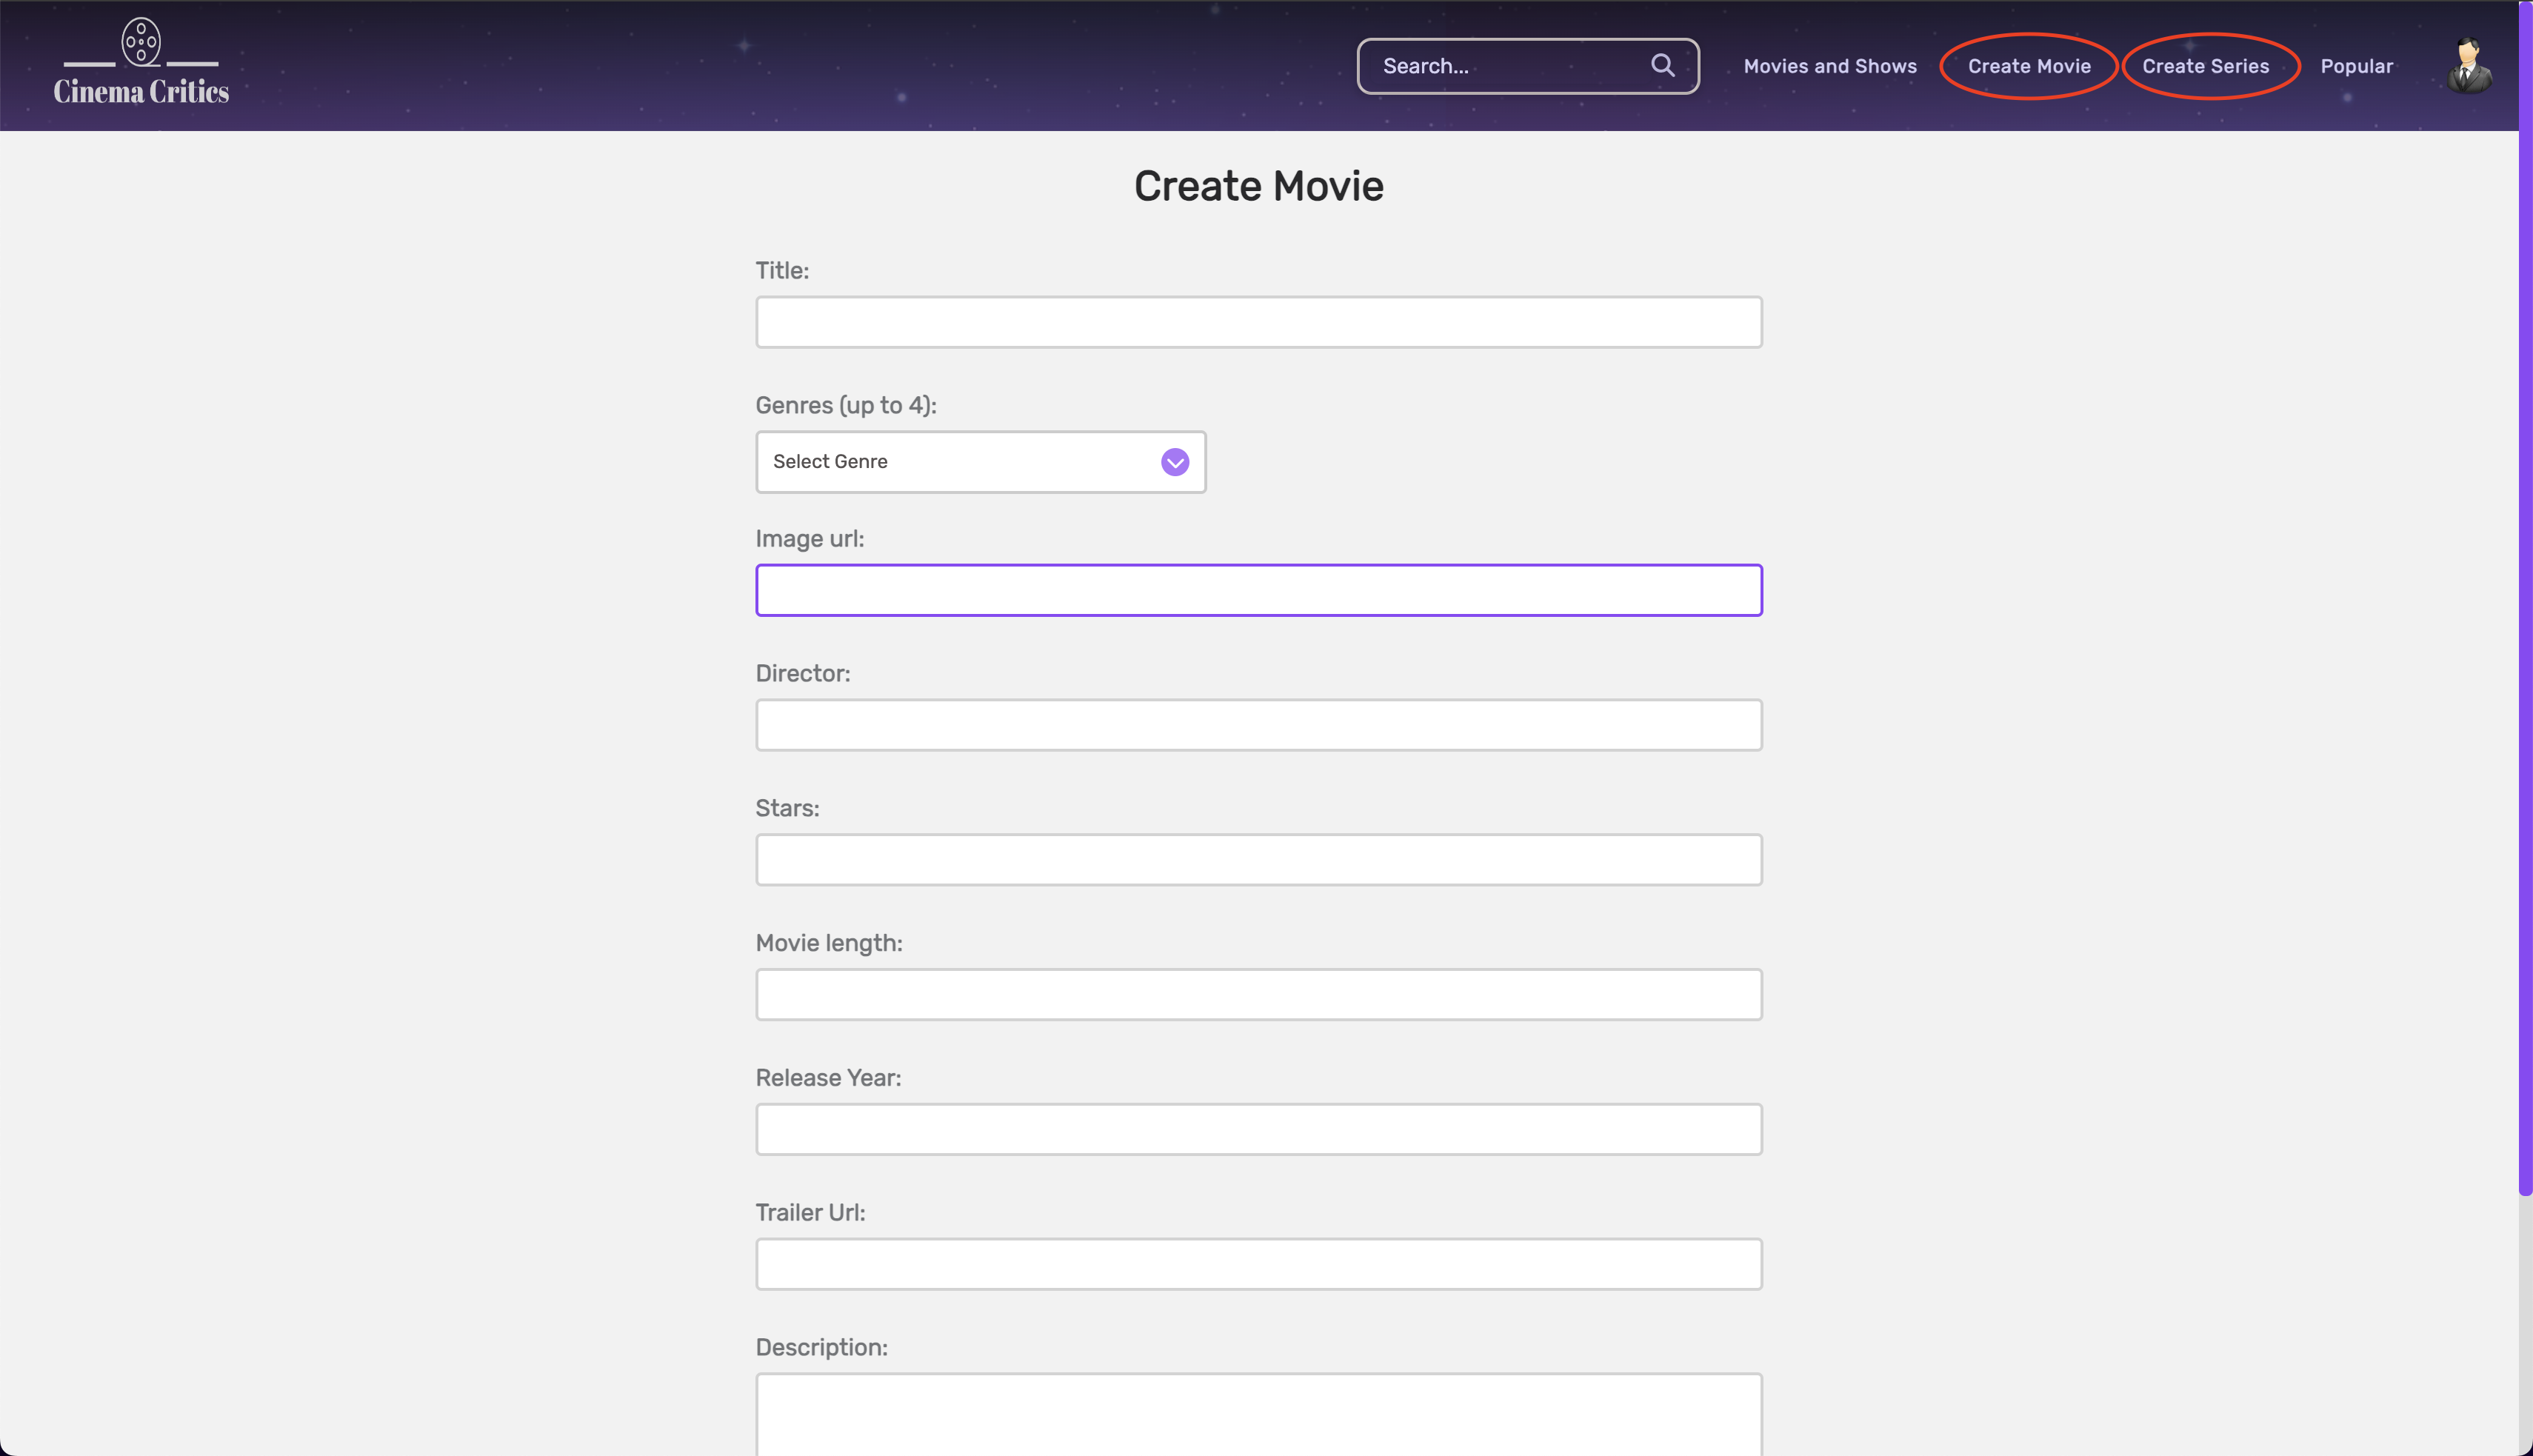 Cinema Critics
Search...
Movies and Shows
Create Movie
Create Series
Popular
Create Movie
Title:
Genres (up to 4):
Select Genre
Image url:
Director:
Stars:
Movie length:
Release Year:
Trailer Url:
Description: